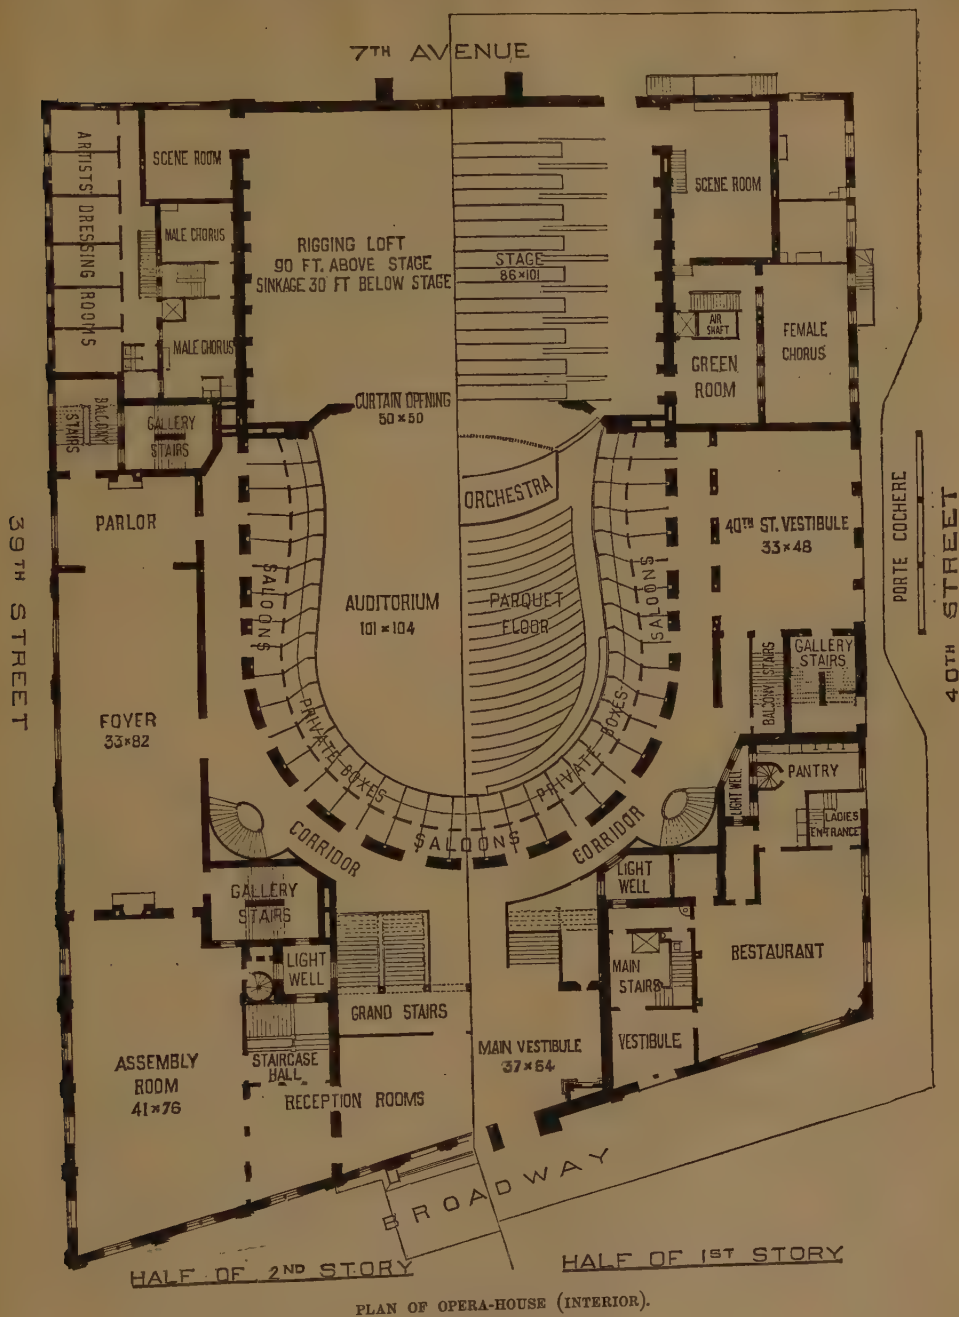 7TH AVENUE
ARTISTS' DRESSING ROOMS
SCENE ROOM
MALE CHORUS
MALE CHORUS
RIGGING LOFT
90 FT. ABOVE STAGE
SINKAGE 30 FT BELOW STAGE
STAGE
86×101
SCENE ROOM
AIR
SHAFT
GREEN
ROOM
FEMALE
CHORUS
BALCONY
STAIRS
GALLERY
STAIRS
CURTAIN OPENING
50×50
ORCHESTRA
PARLOR
40TH ST. VESTIBULE
33×48
PORTE COCHERE
39TH STREET
40TH STREET
SALOONS
AUDITORIUM
101×104
PARQUET
FLOOR
SALOONS
FOYER
33×82
PRIVATE BOXES
PRIVATE BOXES
BALCONY STAIRS
GALLERY
STAIRS
LIGHT WELL
PANTRY
LADIES
ENTRANCE
CORRIDOR
SALOONS
CORRIDOR
GALLERY
STAIRS
LIGHT
WELL
LIGHT
WELL
MAIN
STAIRS
RESTAURANT
GRAND STAIRS
MAIN VESTIBULE
37×64
VESTIBULE
ASSEMBLY
ROOM
41×76
STAIRCASE
HALL
RECEPTION ROOMS
BROADWAY
HALF OF 2ND STORY
HALF OF 1ST STORY
PLAN OF OPERA-HOUSE (INTERIOR).